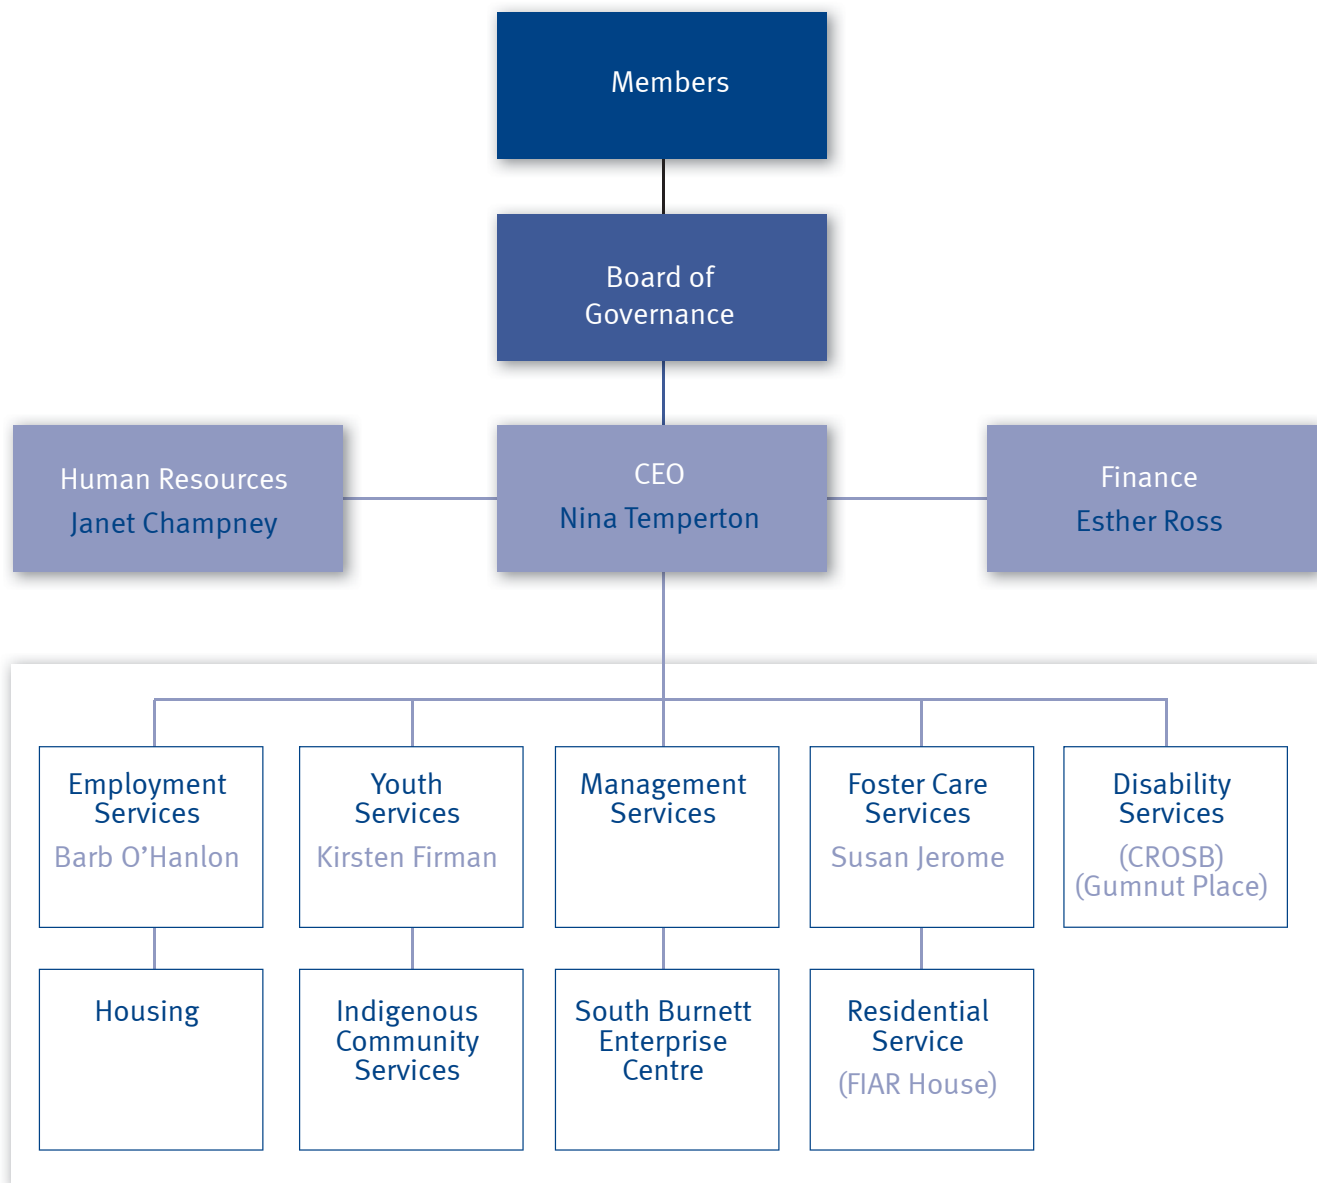 Members
Board of
Governance
Human Resources
Janet Champney
CEO
Nina Temperton
Finance
Esther Ross
Employment
Services
Barb O’Hanlon
Youth
Services
Kirsten Firman
Management
Services
Foster Care
Services
Susan Jerome
Disability
Services
(CROSB)
(Gumnut Place)
Housing
Indigenous
Community
Services
South Burnett
Enterprise
Centre
Residential
Service
(FIAR House)